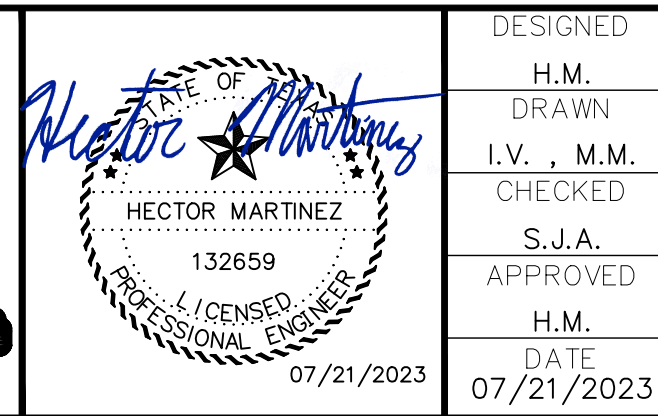 STATE OF TEXAS
Hector Martinez
HECTOR MARTINEZ
132659
LICENSED
PROFESSIONAL ENGINEER
07/21/2023
DESIGNED
H.M.
DRAWN
I.V. , M.M.
CHECKED
S.J.A.
APPROVED
H.M.
DATE
07/21/2023